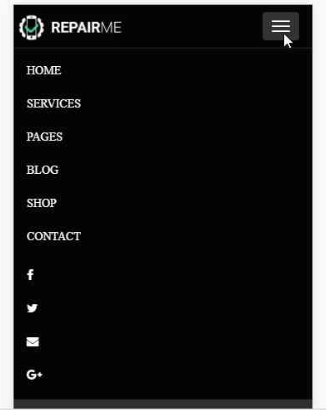 REPAIRME
HOME
SERVICES
PAGES
BLOG
SHOP
CONTACT
G+